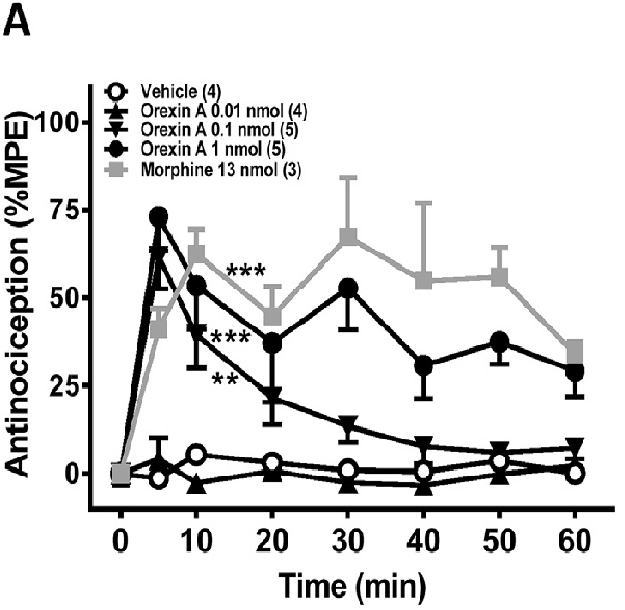 A
Vehicle (4)
Orexin A 0.01 nmol (4)
Orexin A 0.1 nmol (5)
Orexin A 1 nmol (5)
Morphine 13 nmol (3)
Antinociception (%MPE)
100
75
50
25
0
***
***
**
0 10 20 30 40 50 60
Time (min)